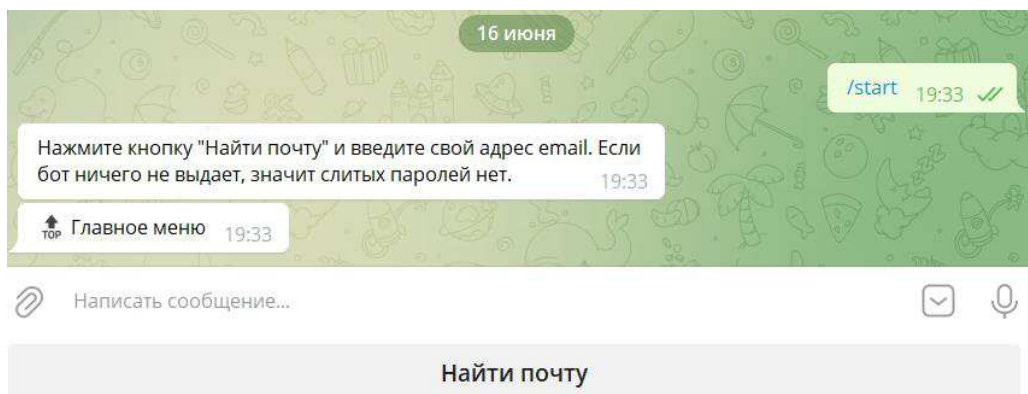 16 июня
/start 19:33
Нажмите кнопку "Найти почту" и введите свой адрес email. Если
бот ничего не выдает, значит слитых паролей нет. 19:33
TOP Главное меню 19:33
Написать сообщение...
Найти почту